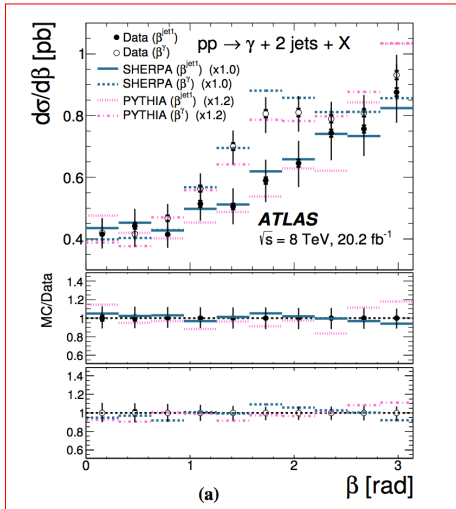 dσ/dβ [pb]
1
0.8
0.6
0.4
Data (β^jet1)
Data (β^γ)
SHERPA (β^jet1) (x1.0)
SHERPA (β^γ) (x1.0)
PYTHIA (β^jet1) (x1.2)
PYTHIA (β^γ) (x1.2)
pp → γ + 2 jets + X
ATLAS
√s = 8 TeV, 20.2 fb⁻¹
MC/Data
1.4
1.2
1
0.8
0.6
1.4
1.2
1
0.8
0.6
0 1 2 3
(a)
β [rad]